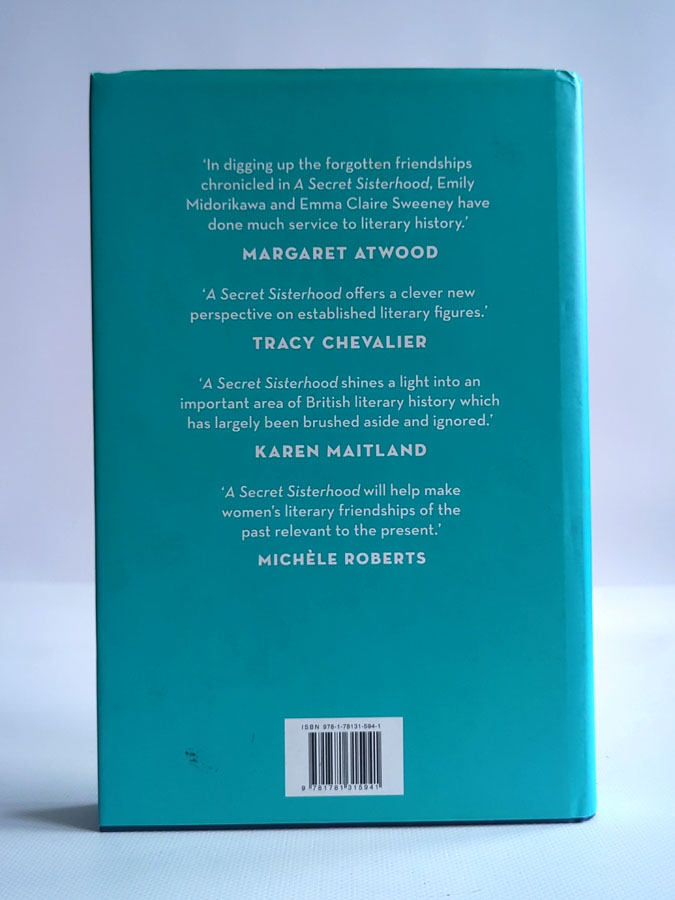 ‘In digging up the forgotten friendships
chronicled in A Secret Sisterhood, Emily
Midorikawa and Emma Claire Sweeney have
done much service to literary history.’
MARGARET ATWOOD
‘A Secret Sisterhood offers a clever new
perspective on established literary figures.’
TRACY CHEVALIER
‘A Secret Sisterhood shines a light into an
important area of British literary history which
has largely been brushed aside and ignored.’
KAREN MAITLAND
‘A Secret Sisterhood will help make
women’s literary friendships of the
past relevant to the present.’
MICHÈLE ROBERTS
ISBN 978-1-78131-594-1
9 781781 315941